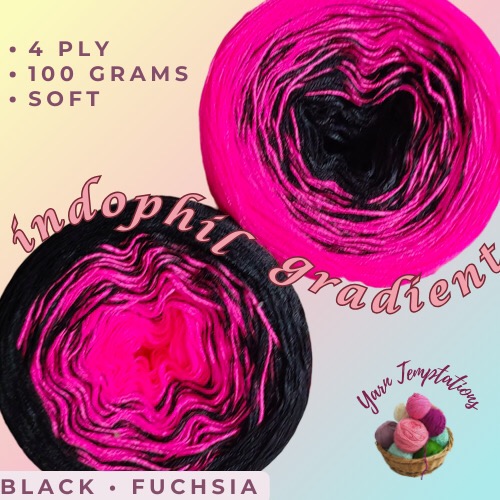 • 4 PLY
• 100 GRAMS
• SOFT
indophil gradient
Yarn Temptations
BLACK • FUCHSIA